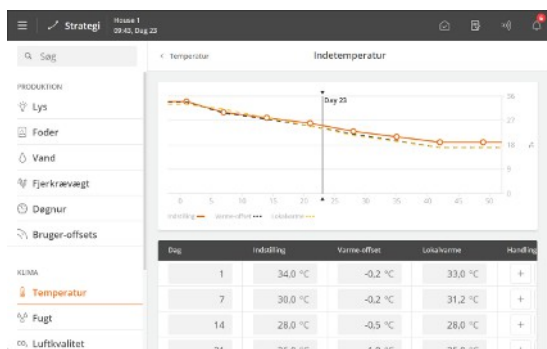 Strategi
House 1
09:43, Dag 23
Søg
Temperatur
Indetemperatur
PRODUKTION
Lys
Foder
Vand
Fjerkrævægt
Døgnur
Bruger-offsets
KLIMA
Temperatur
Fugt
CO₂ Luftkvalitet
Day 23
36
27
18
9
0
°C
0 5 10 15 20 25 30 35 40 45 50
Indstilling Varme-offset Lokalvarme
Dag Indstilling Varme-offset Lokalvarme Handling
1 34,0 °C -0,2 °C 33,0 °C +
7 30,0 °C -0,2 °C 31,2 °C +
14 28,0 °C -0,5 °C 28,0 °C +